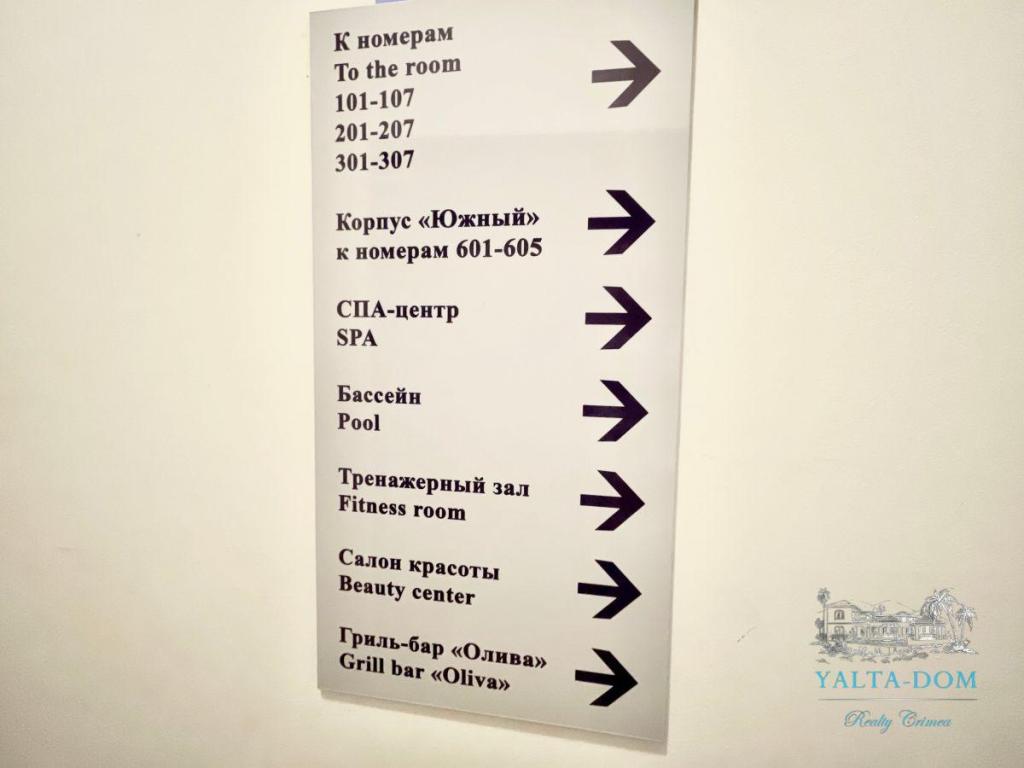 К номерам
To the room
101-107
201-207
301-307
Корпус «Южный»
к номерам 601-605
СПА-центр
SPA
Бассейн
Pool
Тренажерный зал
Fitness room
Салон красоты
Beauty center
Гриль-бар «Олива»
Grill bar «Oliva»
YALTA-DOM
Realty Crimea